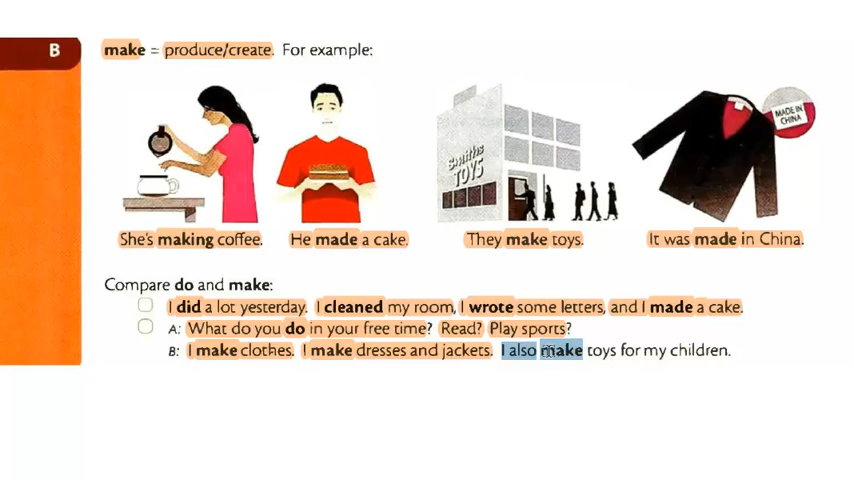 B
make = produce/create. For example:
Smiths
TOYS
MADE IN
CHINA
She's making coffee.
He made a cake.
They make toys.
It was made in China.
Compare do and make:
I did a lot yesterday. I cleaned my room, I wrote some letters, and I made a cake.
A: What do you do in your free time? Read? Play sports?
B: I make clothes. I make dresses and jackets. I also make toys for my children.